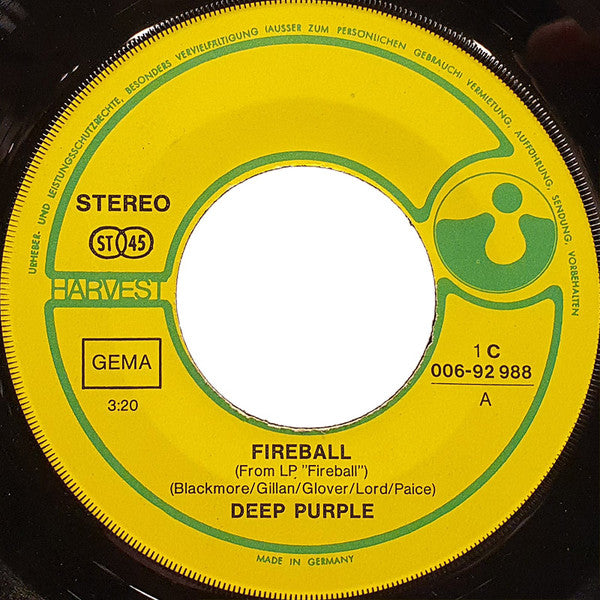 URHEBER- UND LEISTUNGSSCHUTZRECHTE, BESONDERS VERVIELFÄLTIGUNG (AUSSER ZUM PERSÖNLICHEN GEBRAUCH) VERMIETUNG, AUFFÜHRUNG, SENDUNG, VORBEHALTEN
STEREO
ST 45
HARVEST
GEMA
3:20
1 C
006-92 988
A
FIREBALL
(From LP "Fireball")
(Blackmore/Gillan/Glover/Lord/Paice)
DEEP PURPLE
MADE IN GERMANY